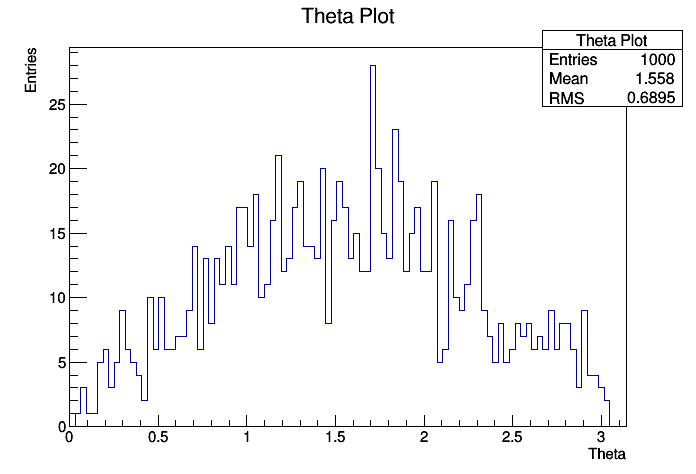 Theta Plot
Theta Plot
Entries 1000
Mean 1.558
RMS 0.6895
Entries
25
20
15
10
5
0
0 0.5 1 1.5 2 2.5 3
Theta